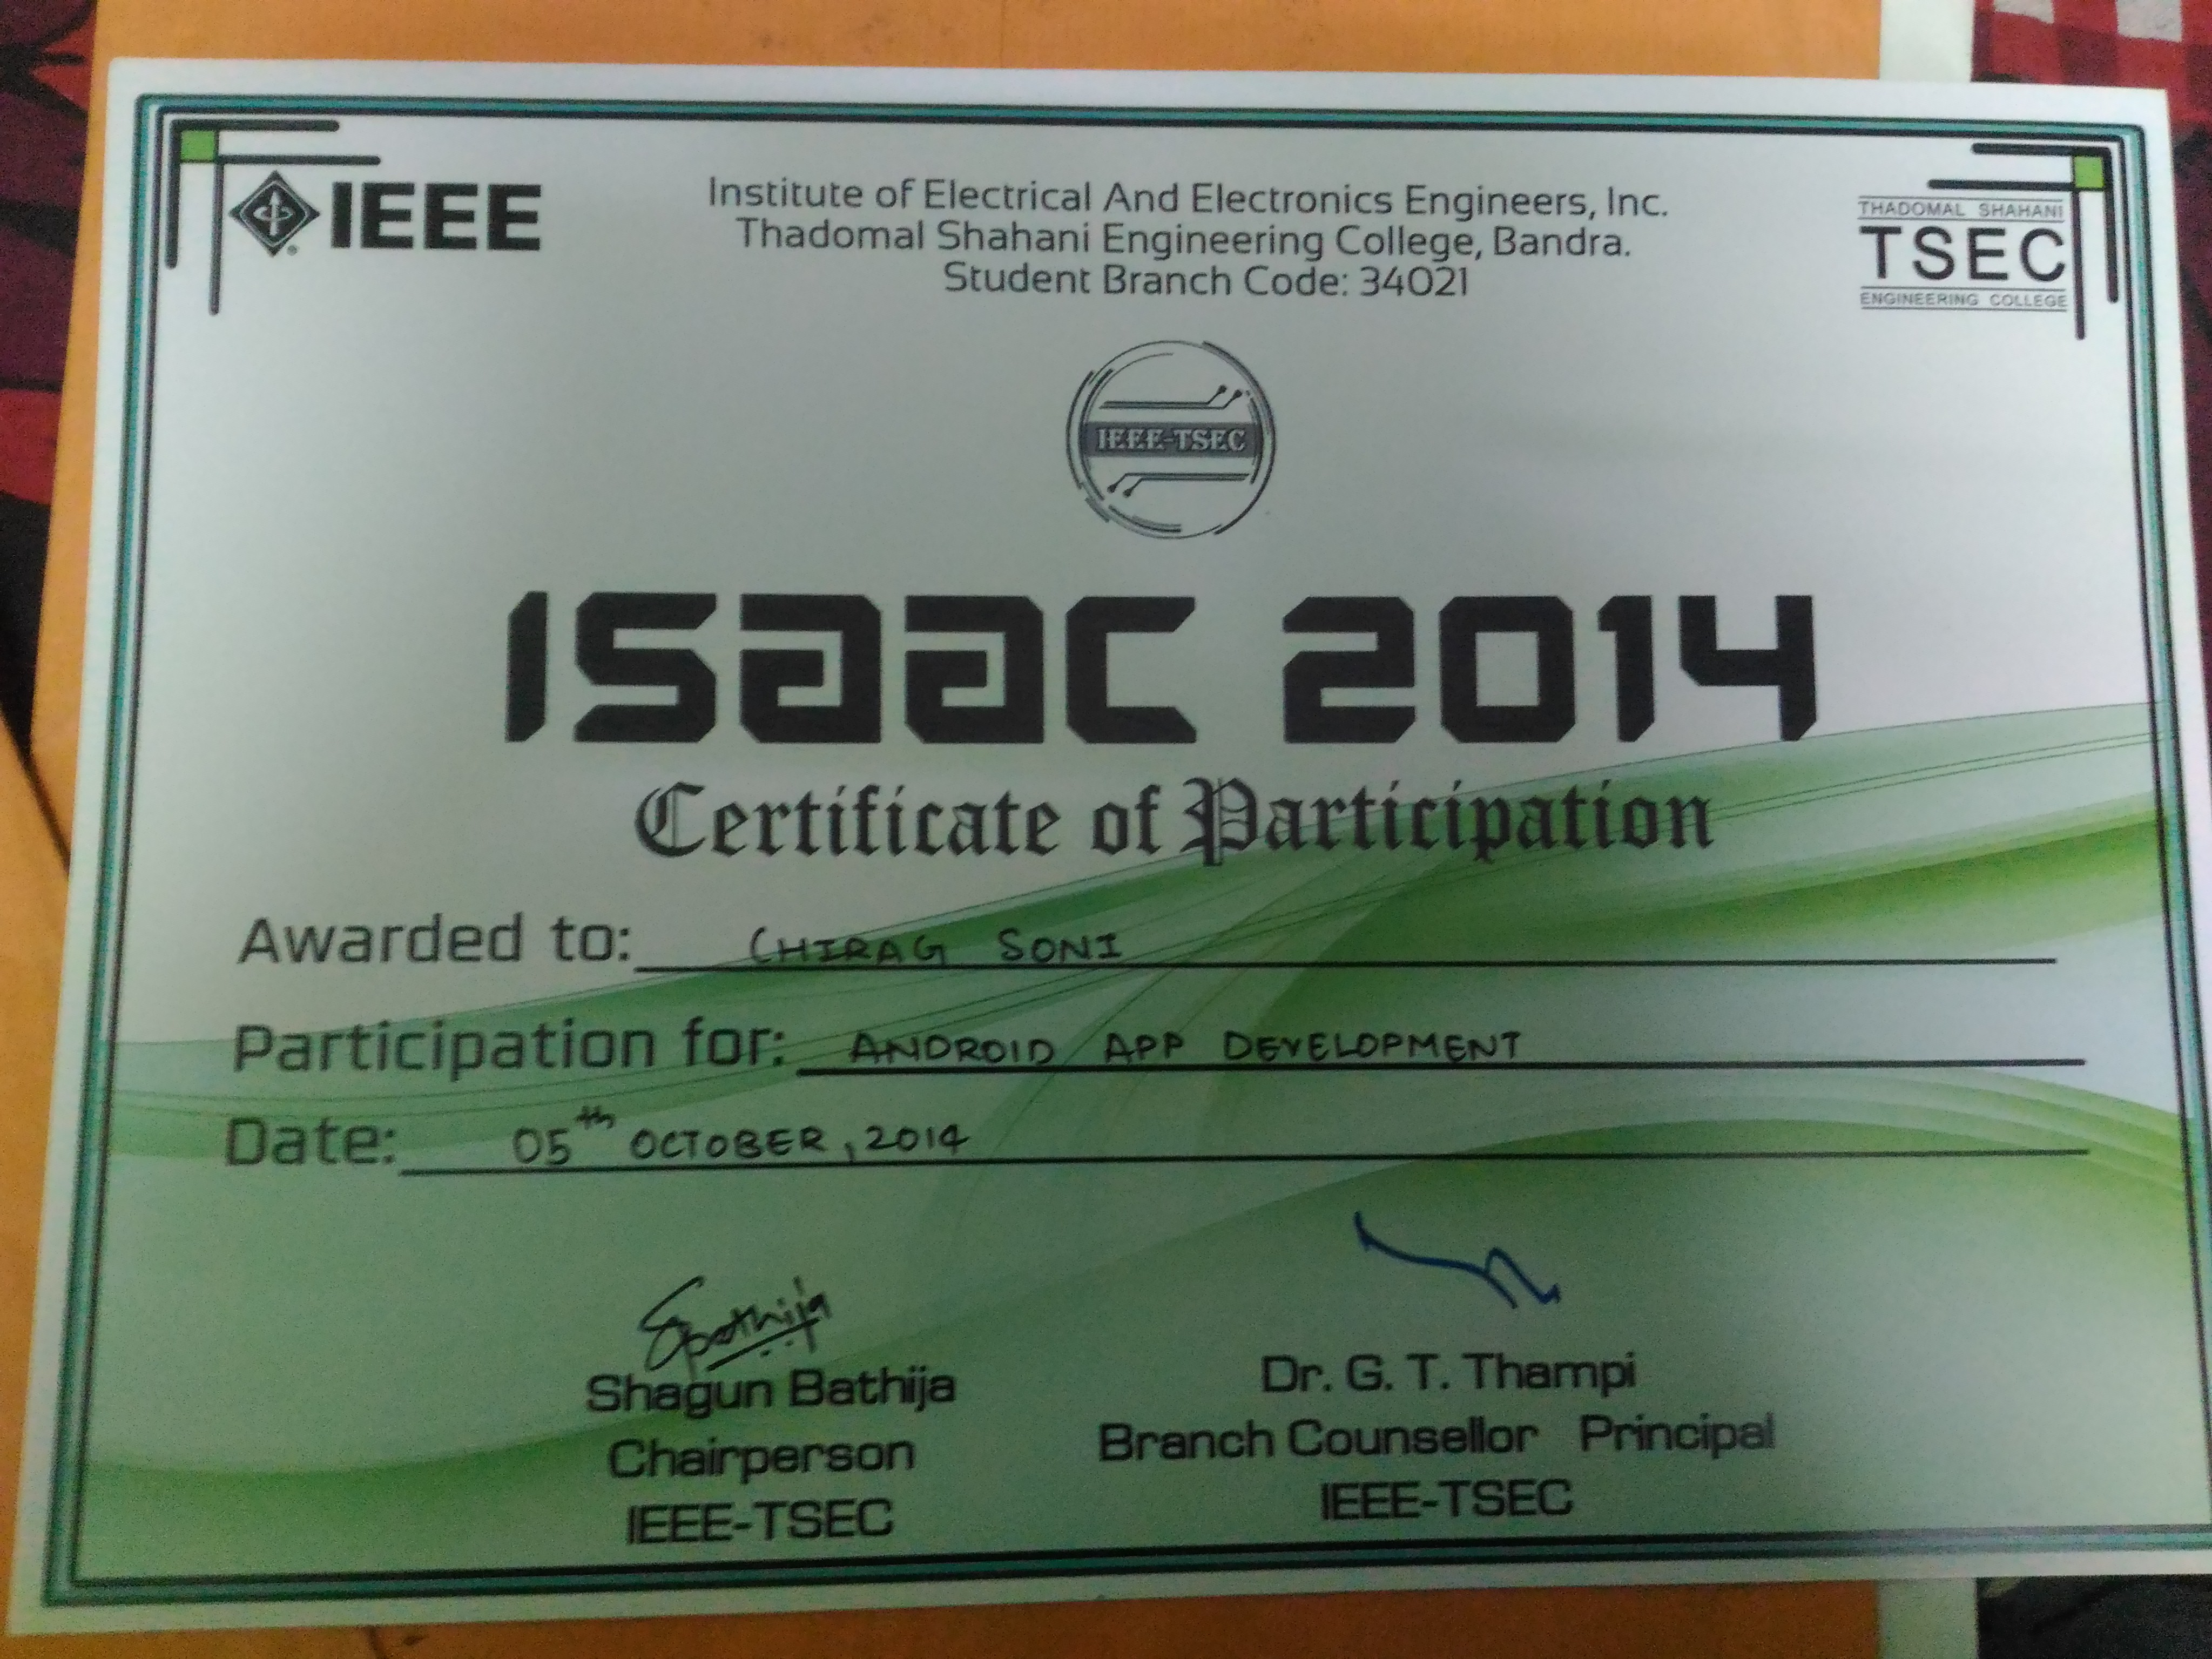 IEEE
Institute of Electrical And Electronics Engineers, Inc.
Thadomal Shahani Engineering College, Bandra.
Student Branch Code: 34021
THADOMAL SHAHANI
TSEC
ENGINEERING COLLEGE
IEEE-TSEC
ISAAC 2014
Certificate of Participation
Awarded to: CHIRAG SONI
Participation for: ANDROID APP DEVELOPMENT
Date: 05th OCTOBER, 2014
SBathija
Shagun Bathija
Chairperson
IEEE-TSEC
Dr. G. T. Thampi
Branch Counsellor Principal
IEEE-TSEC